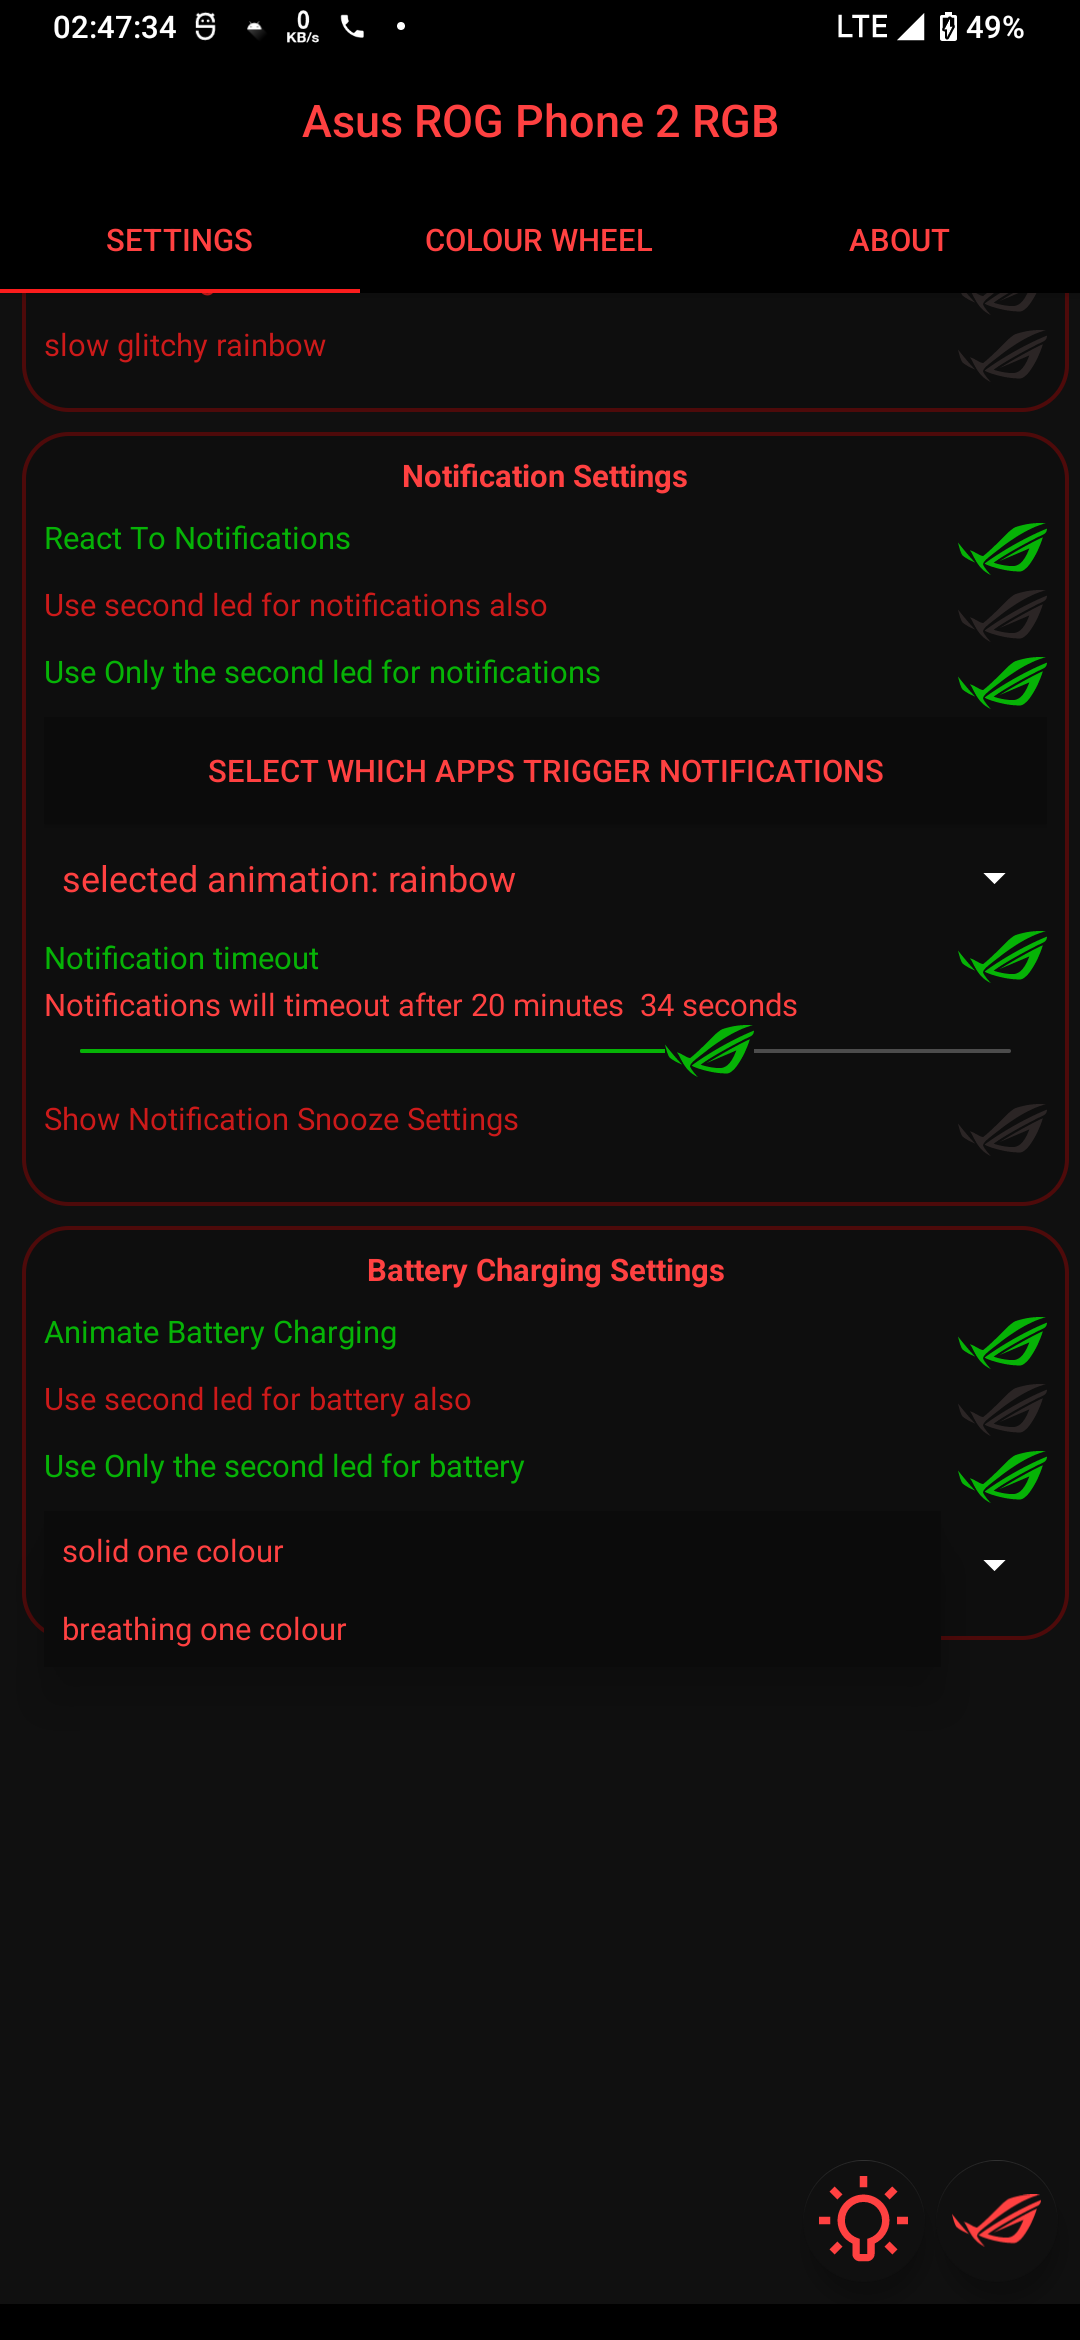 02:47:34
0
KB/s
LTE
49%
Asus ROG Phone 2 RGB
SETTINGS
COLOUR WHEEL
ABOUT
slow glitchy rainbow
Notification Settings
React To Notifications
Use second led for notifications also
Use Only the second led for notifications
SELECT WHICH APPS TRIGGER NOTIFICATIONS
selected animation: rainbow
Notification timeout
Notifications will timeout after 20 minutes  34 seconds
Show Notification Snooze Settings
Battery Charging Settings
Animate Battery Charging
Use second led for battery also
Use Only the second led for battery
solid one colour
breathing one colour